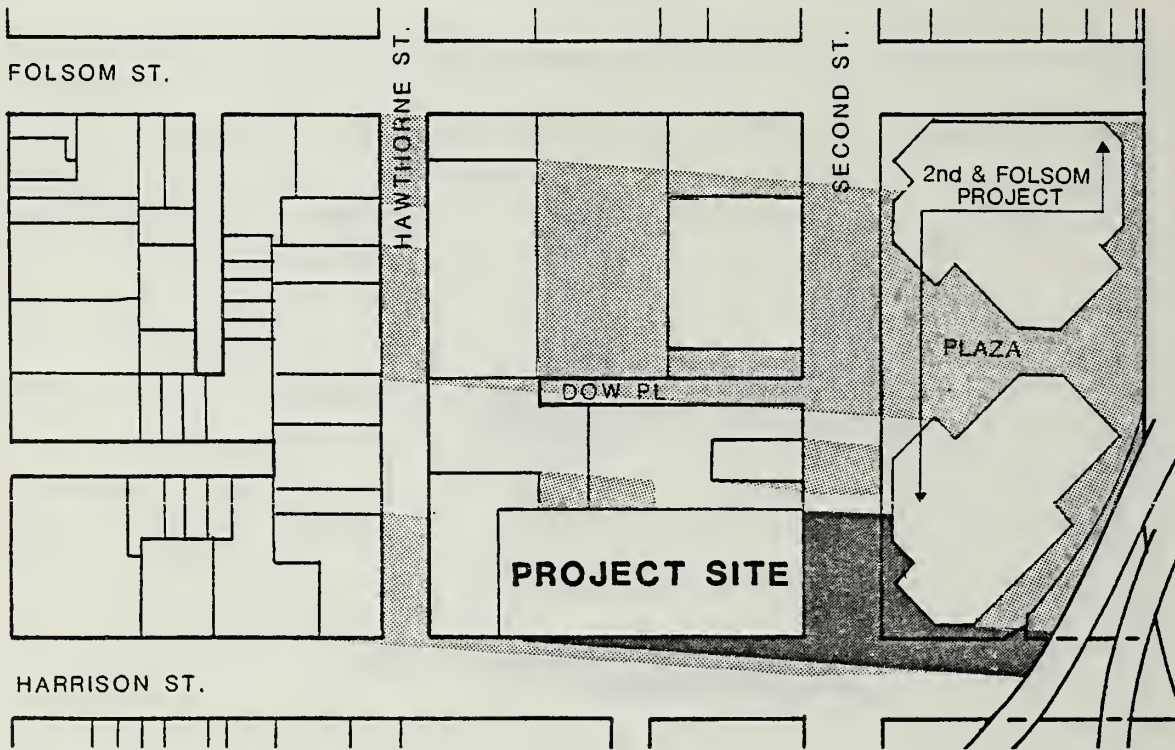 FOLSOM ST.
HAWTHORNE ST.
SECOND ST.
2nd & FOLSOM
PROJECT
PLAZA
DOW PL.
PROJECT SITE
HARRISON ST.